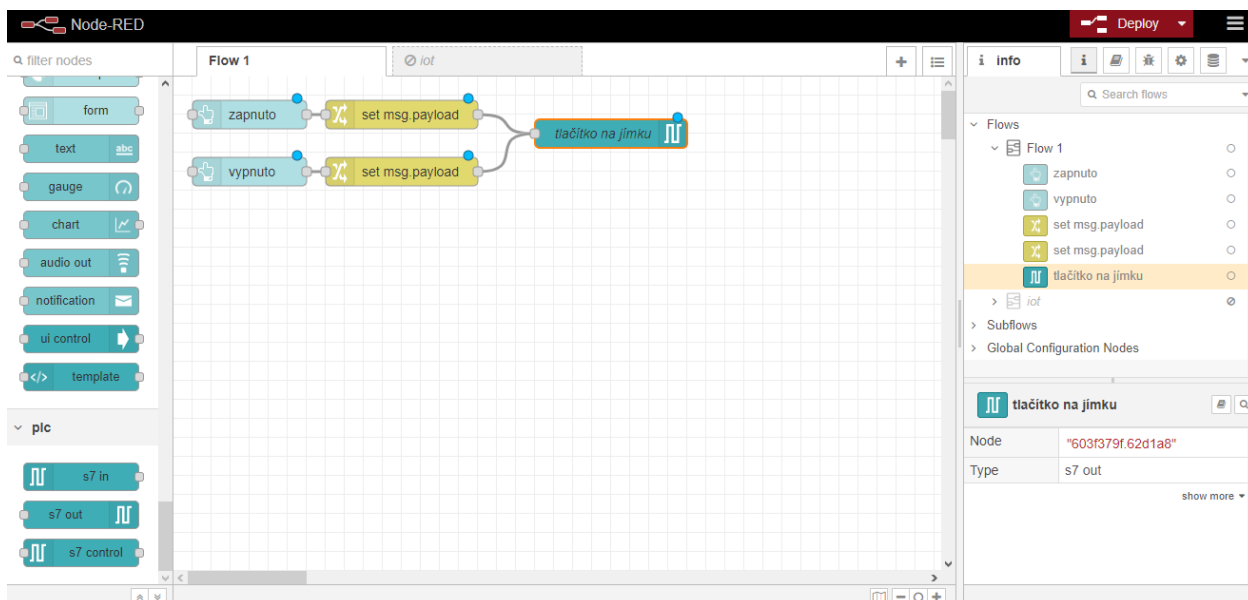 Node-RED
Deploy
filter nodes
form
text
abc
gauge
chart
audio out
notification
ui control
template
plc
s7 in
s7 out
s7 control
Flow 1
iot
zapnuto
set msg.payload
tlačítko na jímku
vypnuto
set msg.payload
i info
i
Search flows
Flows
Flow 1
zapnuto
vypnuto
set msg.payload
set msg.payload
tlačítko na jímku
iot
Subflows
Global Configuration Nodes
tlačítko na jímku
Node "603f379f.62d1a8"
Type s7 out
show more